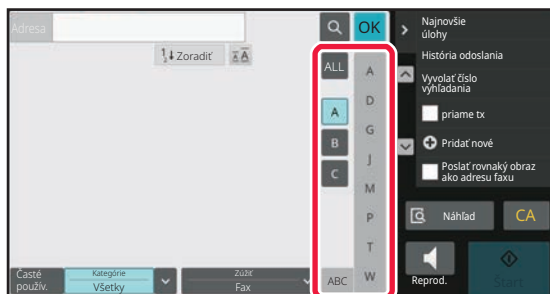 Adresa
OK
Zoradiť
ALL
A
B
C
ABC
A
D
G
J
M
P
T
W
Časté
použív.
Kategórie
Všetky
Zúžiť
Fax
Najnovšie
úlohy
História odoslania
Vyvolať číslo
vyhľadania
priame tx
Pridať nové
Poslať rovnaký obraz
ako adresu faxu
Náhľad
CA
Reprod.
Start